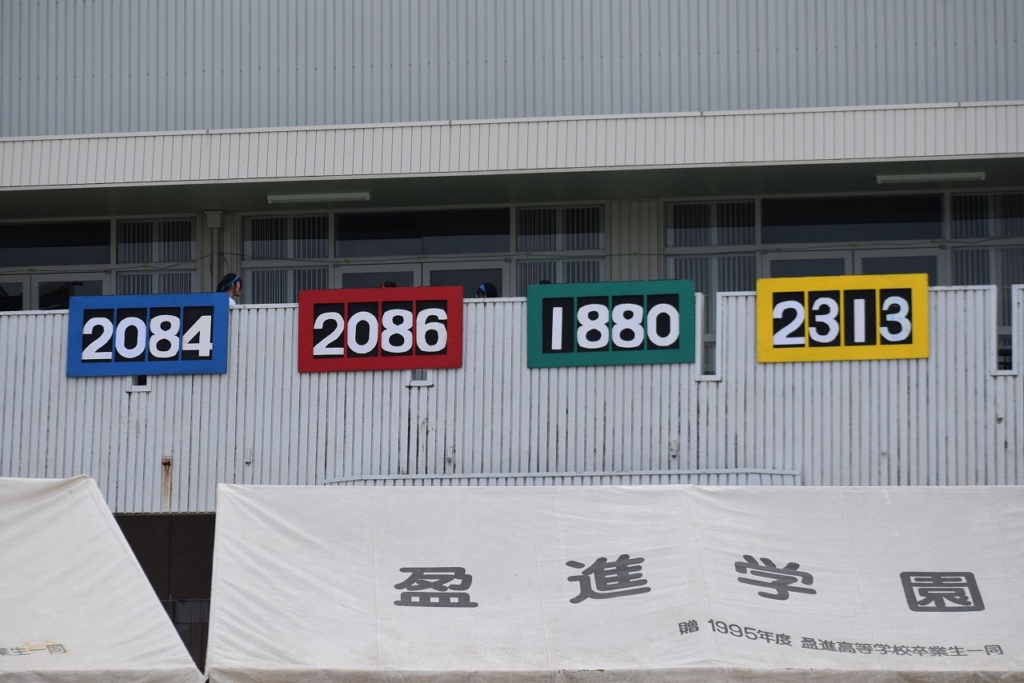 2084
2086
1880
2313
盈進学園
贈 1995年度 盈進高等学校卒業生一同
業生一同